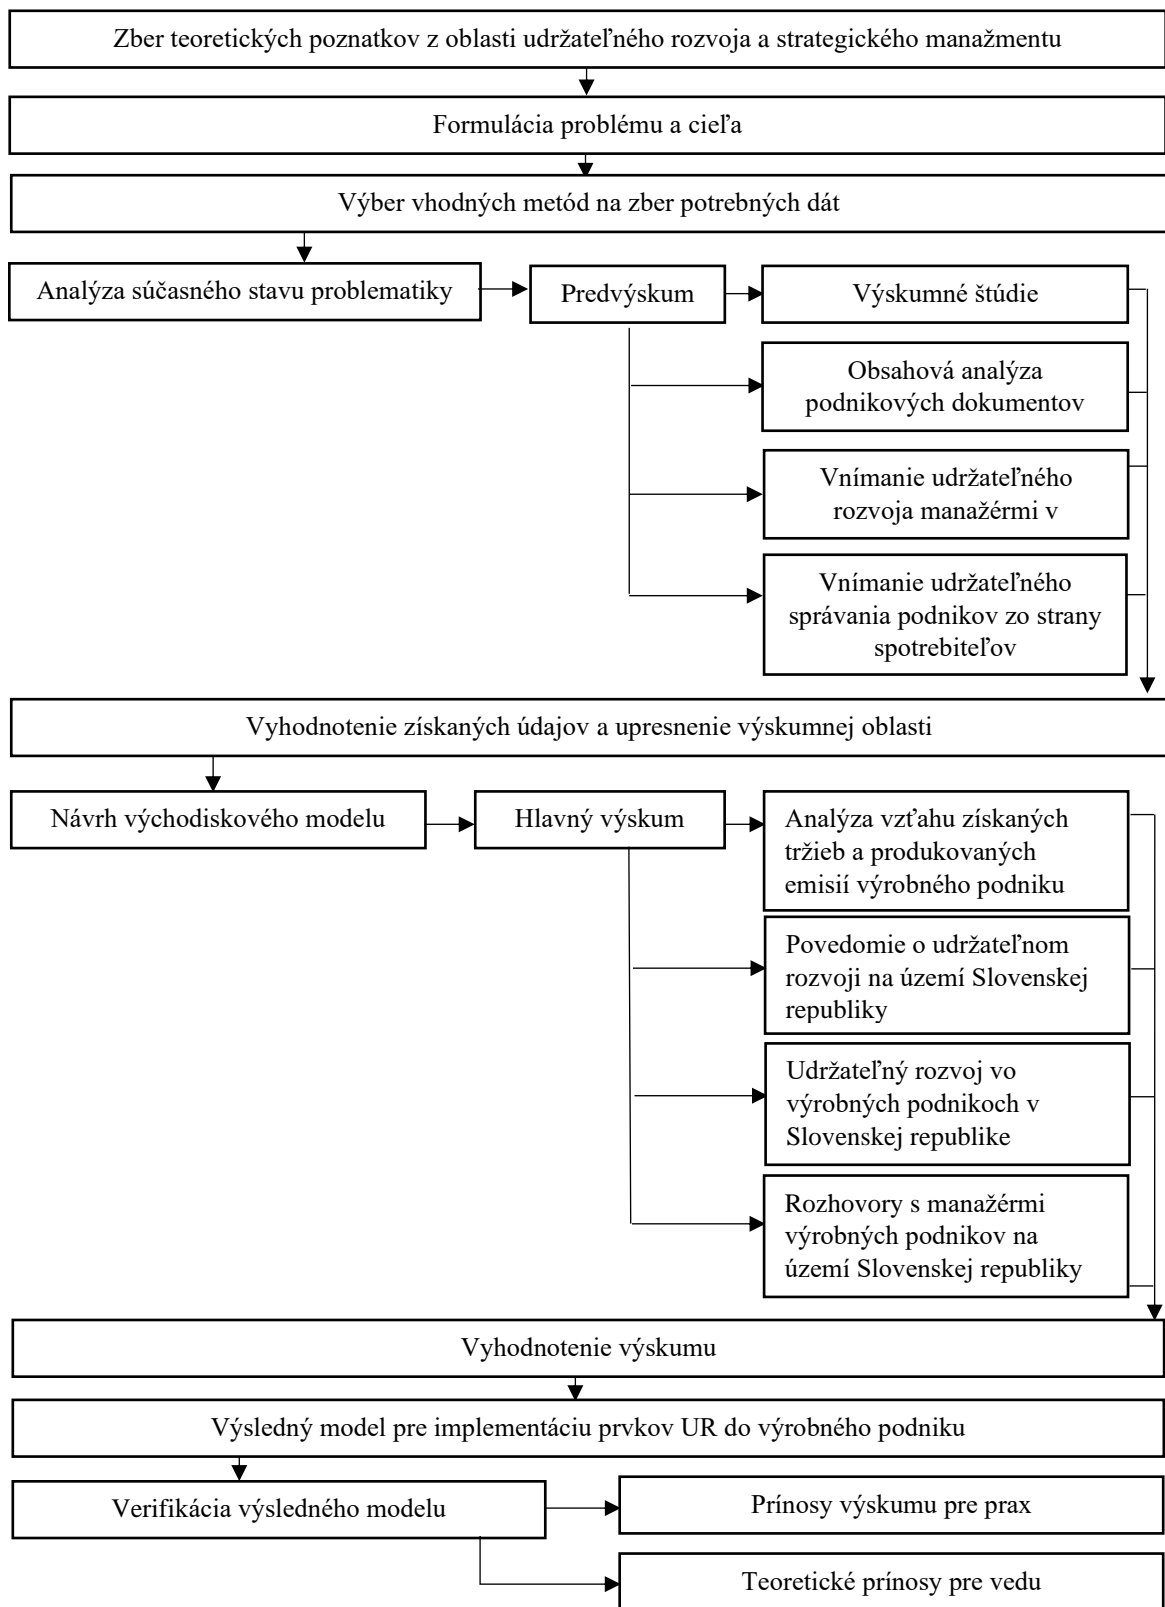 Zber teoretických poznatkov z oblasti udržateľného rozvoja a strategického manažmentu
Formulácia problému a cieľa
Výber vhodných metód na zber potrebných dát
Analýza súčasného stavu problematiky
Predvýskum
Výskumné štúdie
Obsahová analýza
podnikových dokumentov
Vnímanie udržateľného
rozvoja manažérmi v
Vnímanie udržateľného
správania podnikov zo strany
spotrebiteľov
Vyhodnotenie získaných údajov a upresnenie výskumnej oblasti
Návrh východiskového modelu
Hlavný výskum
Analýza vzťahu získaných
tržieb a produkovaných
emisií výrobného podniku
Povedomie o udržateľnom
rozvoji na území Slovenskej
republiky
Udržateľný rozvoj vo
výrobných podnikoch v
Slovenskej republike
Rozhovory s manažérmi
výrobných podnikov na
území Slovenskej republiky
Vyhodnotenie výskumu
Výsledný model pre implementáciu prvkov UR do výrobného podniku
Verifikácia výsledného modelu
Prínosy výskumu pre prax
Teoretické prínosy pre vedu